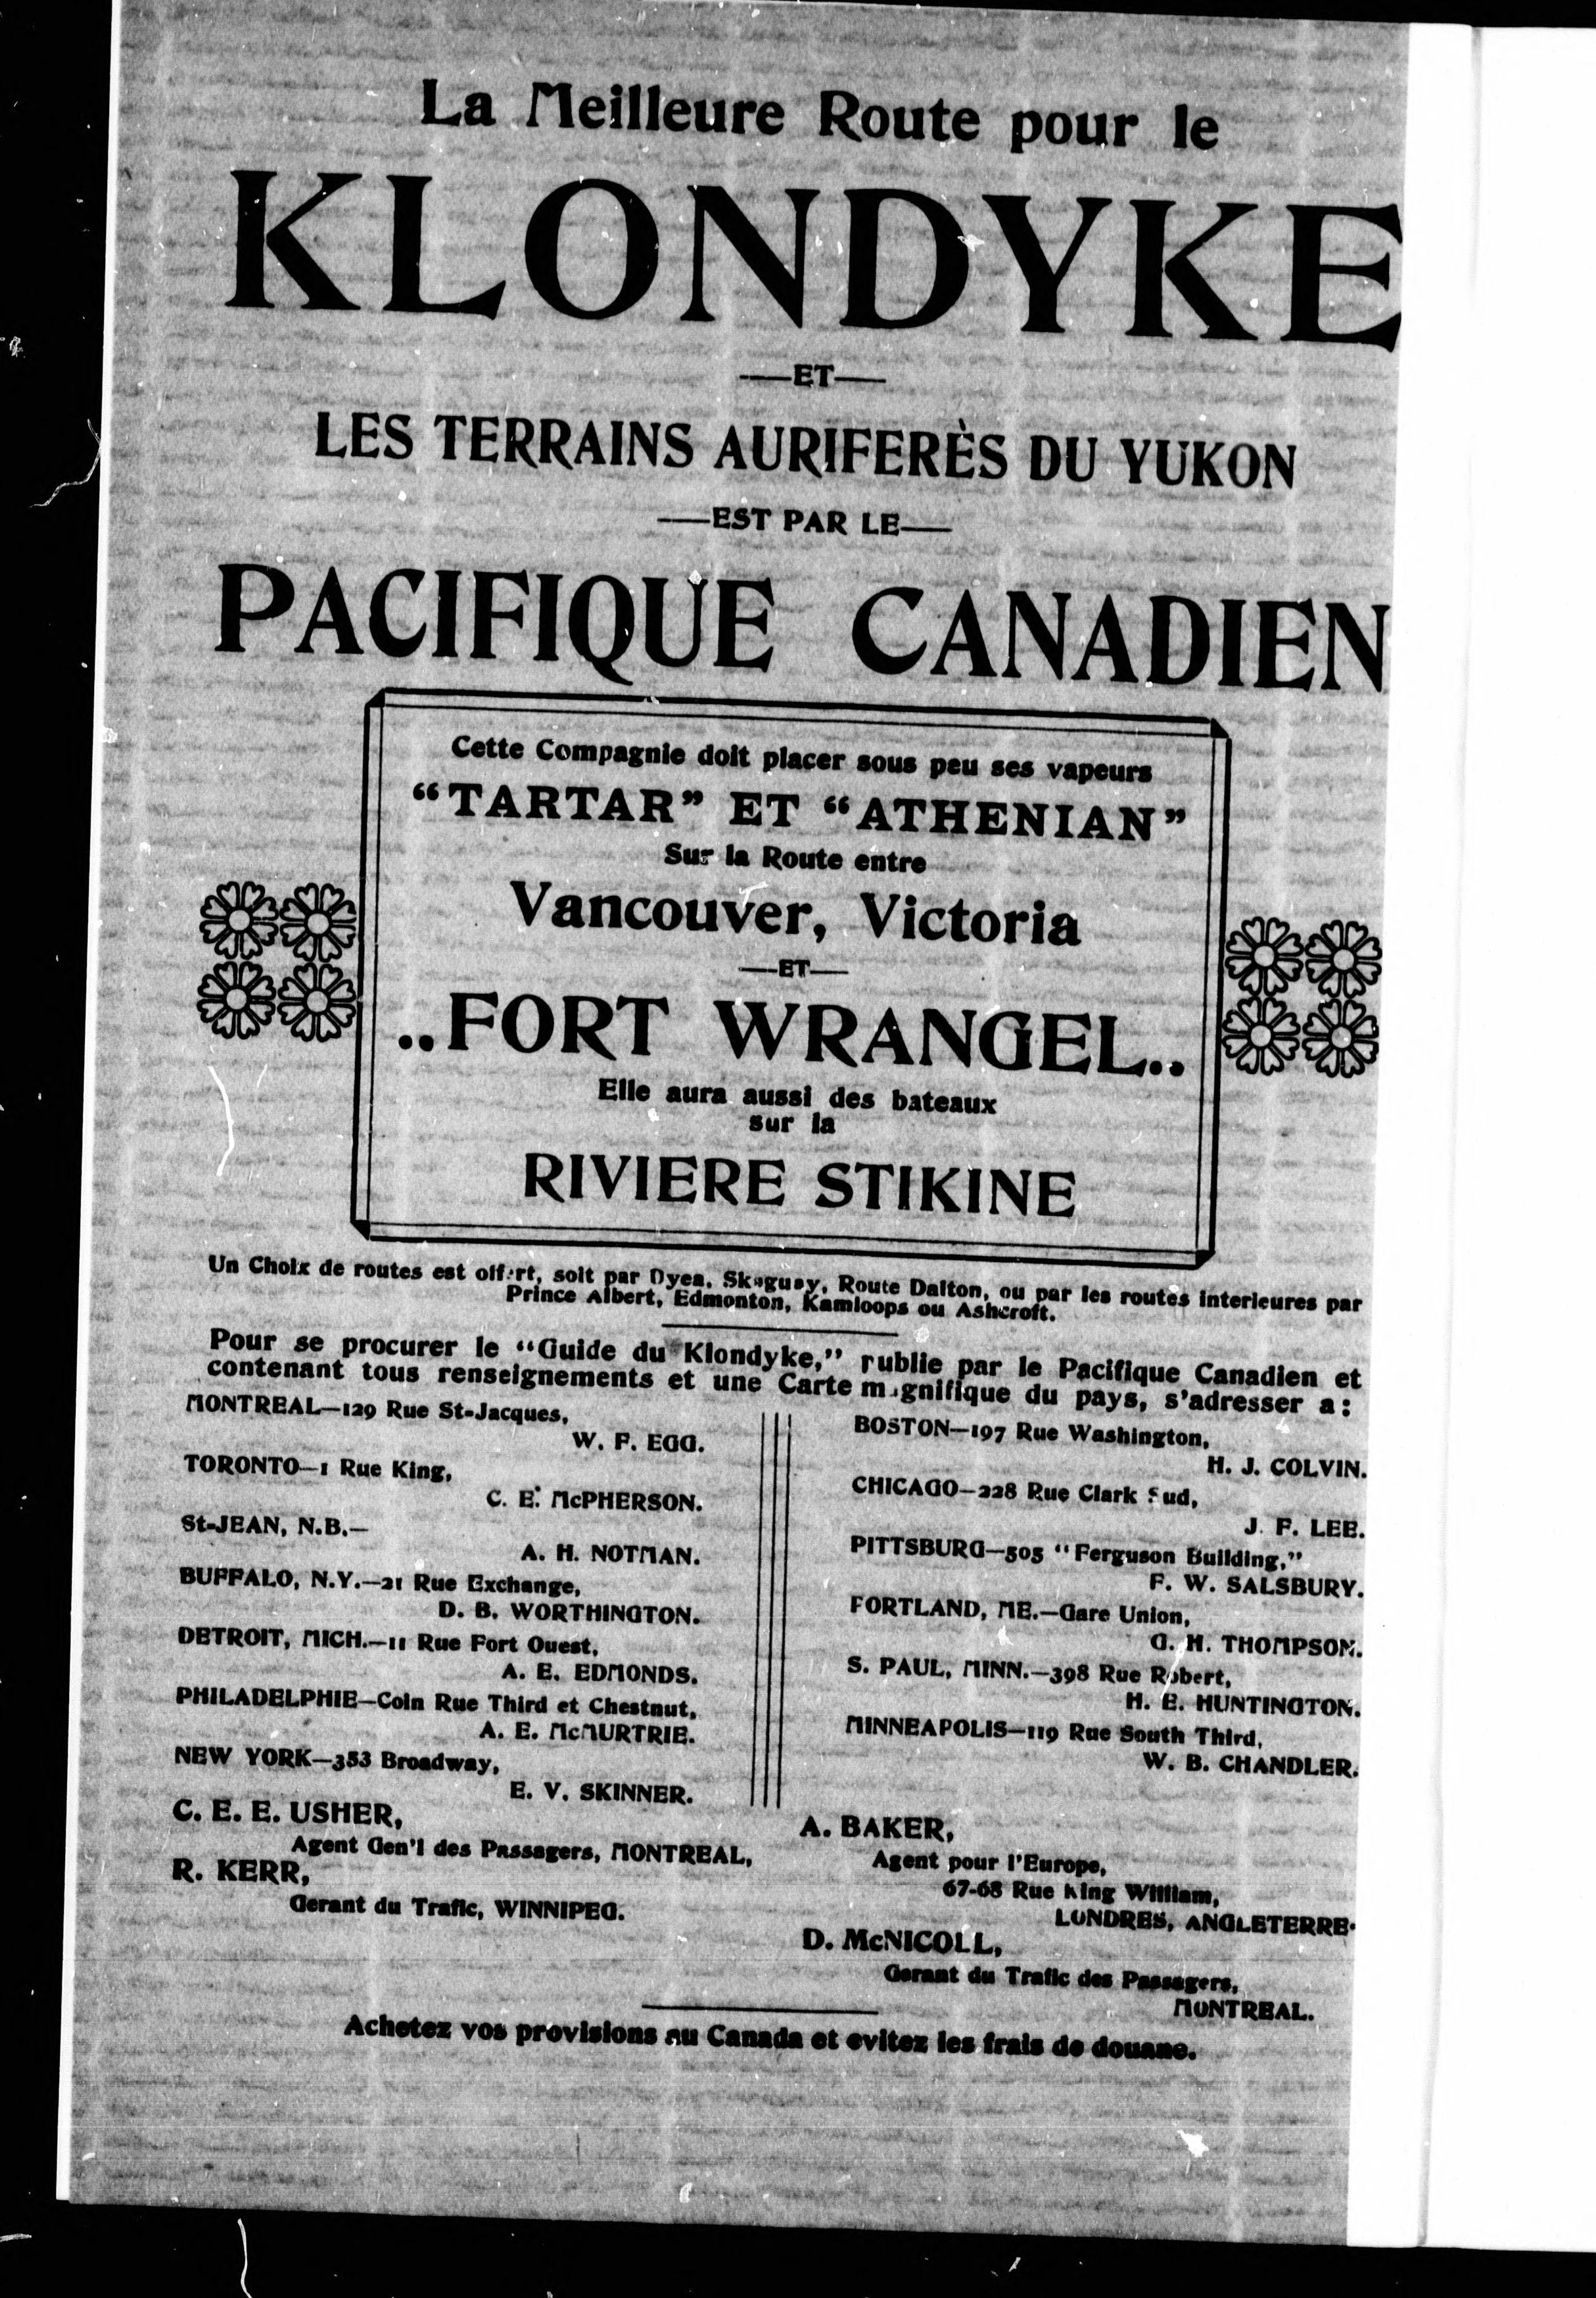 La Meilleure Route pour le
KLONDYKE
—ET—
LES TERRAINS AURIFERÈS DU YUKON
—EST PAR LE—
PACIFIQUE CANADIEN
Cette Compagnie doit placer sous peu ses vapeurs
“TARTAR” ET “ATHENIAN”
Sur la Route entre
Vancouver, Victoria
—ET—
..FORT WRANGEL..
Elle aura aussi des bateaux
sur la
RIVIERE STIKINE
Un Choix de routes est offert, soit par Dyea, Skaguay, Route Dalton, ou par les routes interieures par
Prince Albert, Edmonton, Kamloops ou Ashcroft.
Pour se procurer le “Guide du Klondyke,” publie par le Pacifique Canadien et
contenant tous renseignements et une Carte magnifique du pays, s'adresser a:
MONTREAL—129 Rue St-Jacques,
W. F. EGG.
TORONTO—1 Rue King,
C. E. McPHERSON.
St-JEAN, N.B.—
A. H. NOTMAN.
BUFFALO, N.Y.—21 Rue Exchange,
D. B. WORTHINGTON.
DETROIT, MICH.—11 Rue Fort Ouest,
A. E. EDMONDS.
PHILADELPHIE—Coin Rue Third et Chestnut,
A. E. McMURTRIE.
NEW YORK—353 Broadway,
E. V. SKINNER.
BOSTON—197 Rue Washington,
H. J. COLVIN.
CHICAGO—228 Rue Clark Sud,
J. F. LEE.
PITTSBURG—505 “Ferguson Building,”
F. W. SALSBURY.
PORTLAND, ME.—Gare Union,
G. H. THOMPSON.
S. PAUL, MINN.—398 Rue Robert,
H. E. HUNTINGTON.
MINNEAPOLIS—119 Rue South Third,
W. B. CHANDLER.
C. E. E. USHER,
Agent Gen'l des Passagers, MONTREAL,
R. KERR,
Gerant du Trafic, WINNIPEG.
A. BAKER,
Agent pour l'Europe,
67-68 Rue King William,
LONDRES, ANGLETERRE.
D. McNICOLL,
Gerant du Trafic des Passagers,
MONTREAL.
Achetez vos provisions au Canada et evitez les frais de douane.